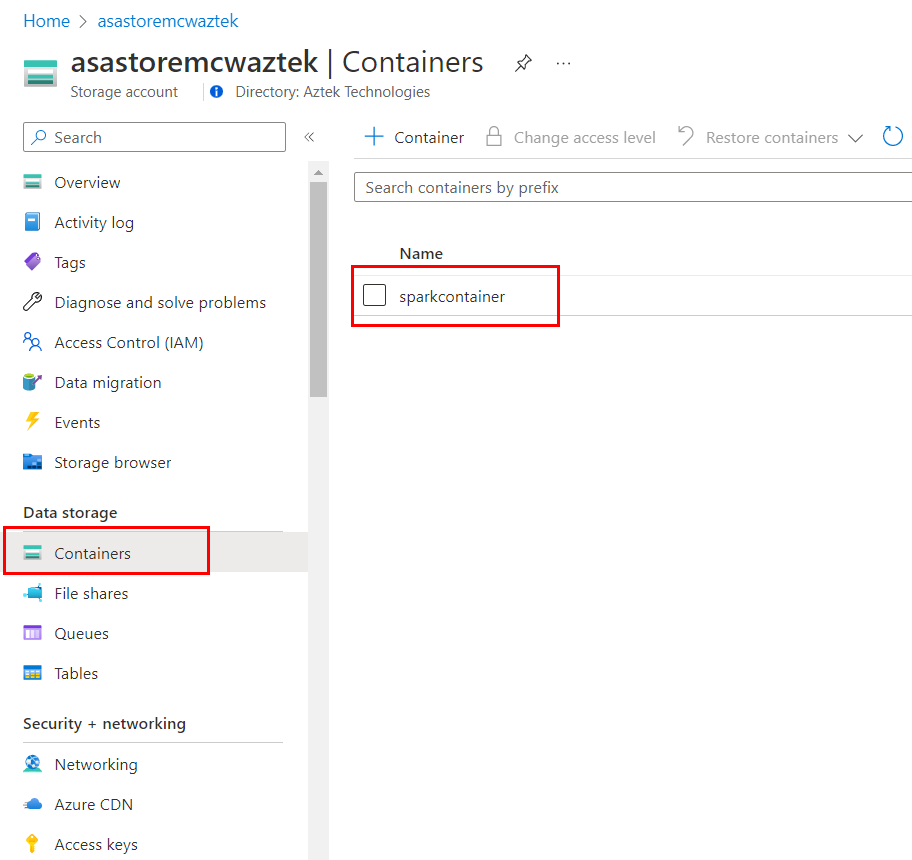 Home > asastoremcwaztek
asastoremcwaztek | Containers ...
Storage account
Directory: Aztek Technologies
Search
«
Container
Change access level
Restore containers
Search containers by prefix
Name
sparkcontainer
Overview
Activity log
Tags
Diagnose and solve problems
Access Control (IAM)
Data migration
Events
Storage browser
Data storage
Containers
File shares
Queues
Tables
Security + networking
Networking
Azure CDN
Access keys